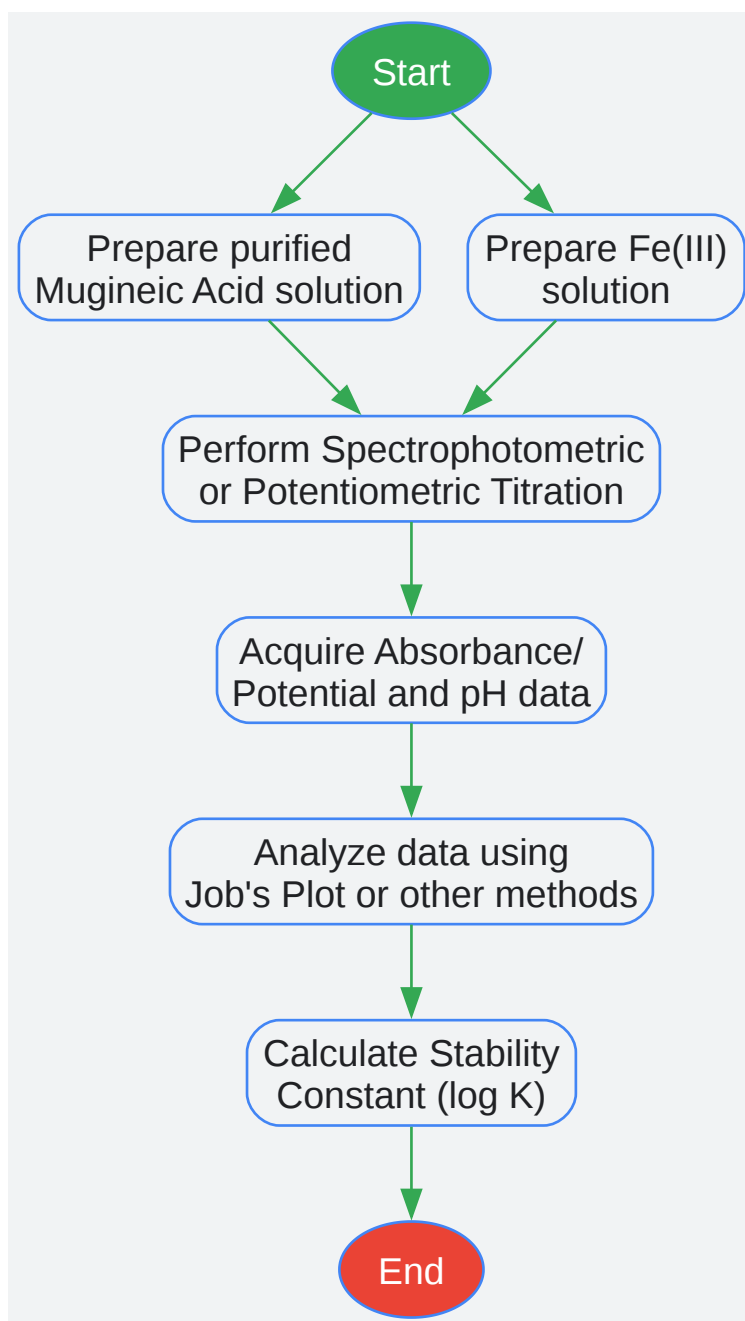 Start
Prepare purified
Mugineic Acid solution
Prepare Fe(III)
solution
Perform Spectrophotometric
or Potentiometric Titration
Acquire Absorbance/
Potential and pH data
Analyze data using
Job's Plot or other methods
Calculate Stability
Constant (log K)
End